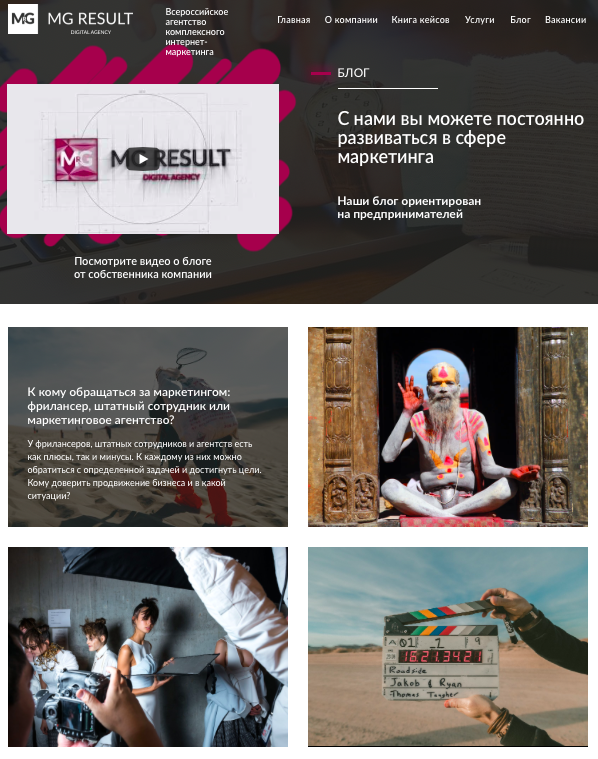 MG
MG RESULT
DIGITAL AGENCY
Всероссийское
агентство
комплексного
интернет-
маркетинга
Главная О компании Книга кейсов Услуги Блог Вакансии
БЛОГ
MG
MG RESULT
DIGITAL AGENCY
С нами вы можете постоянно
развиваться в сфере
маркетинга
Наши блог ориентирован
на предпринимателей
Посмотрите видео о блоге
от собственника компании
К кому обращаться за маркетингом:
фрилансер, штатный сотрудник или
маркетинговое агентство?
У фрилансеров, штатных сотрудников и агентств есть
как плюсы, так и минусы. К каждому из них можно
обратиться с определенной задачей и достигнуть цели.
Кому доверить продвижение бизнеса и в какой
ситуации?
16:21:34:21
Roadside
Jakob & Ryan